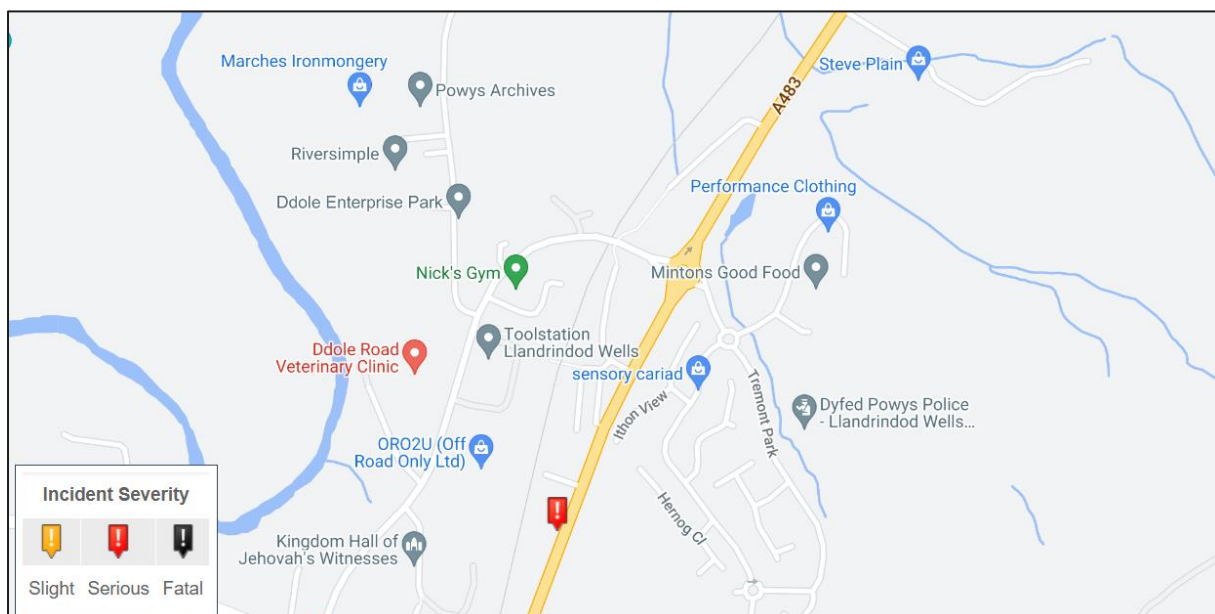 Marches Ironmongery
Powys Archives
Steve Plain
A483
Riversimple
Ddole Enterprise Park
Performance Clothing
Nick's Gym
Mintons Good Food
Toolstation
Llandrindod Wells
Ddole Road
Veterinary Clinic
sensory cariad
Ithon View
Tremont Park
Dyfed Powys Police
- Llandrindod Wells...
ORO2U (Off
Road Only Ltd)
Hernog Cl
Kingdom Hall of
Jehovah's Witnesses
Incident Severity
Slight Serious Fatal